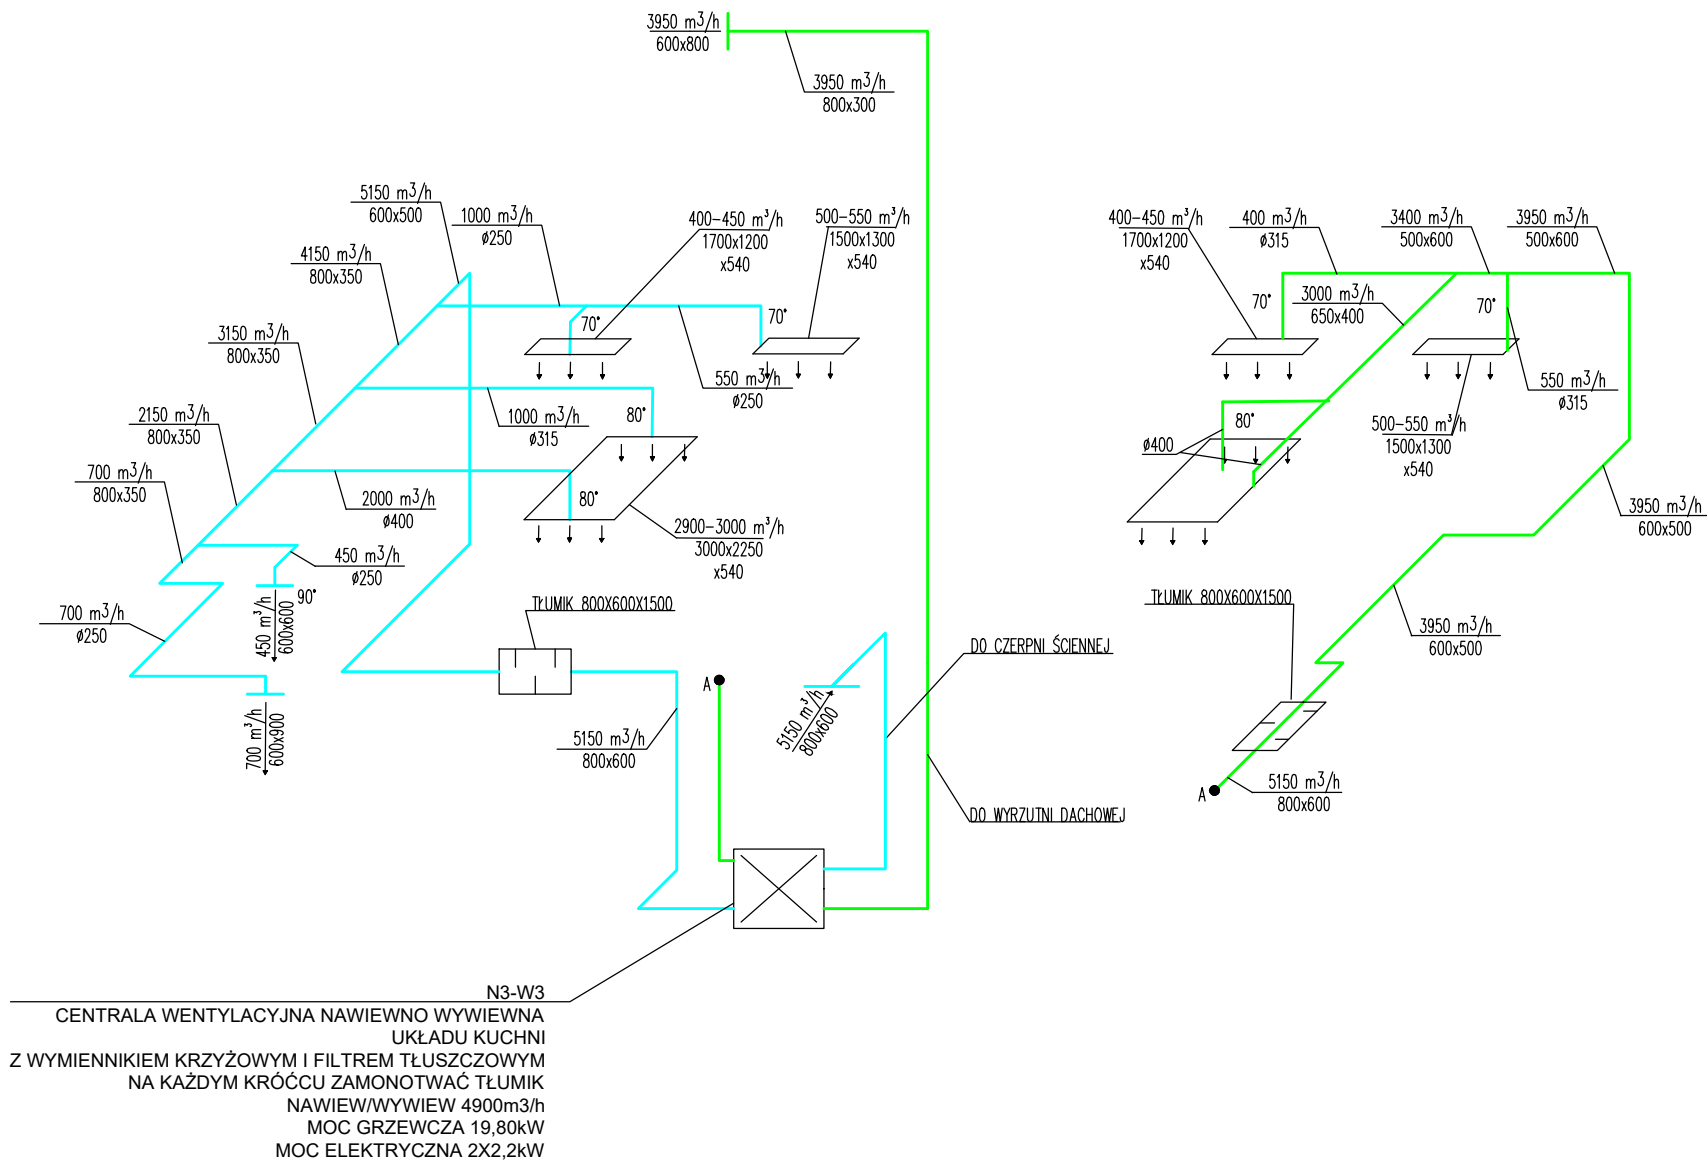 3950 m3/h
600x800
3950 m3/h
800x300
5150 m3/h
600x500
1000 m3/h
ø250
400-450 m³/h
1700x1200
x540
500-550 m³/h
1500x1300
x540
4150 m3/h
800x350
3150 m3/h
800x350
2150 m3/h
800x350
700 m3/h
800x350
70°
70°
550 m3/h
ø250
1000 m3/h
ø315
80°
2000 m3/h
ø400
80°
2900-3000 m³/h
3000x2250
x540
450 m3/h
ø250
90°
450 m³/h
600x600
700 m3/h
ø250
700 m³/h
600x900
TŁUMIK 800X600X1500
5150 m3/h
800x600
A
5150 m³/h
800x600
DO CZERPNI ŚCIENNEJ
DO WYRZUTNI DACHOWEJ
400-450 m³/h
1700x1200
x540
400 m3/h
ø315
3400 m3/h
500x600
3950 m3/h
500x600
70°
3000 m3/h
650x400
70°
550 m3/h
ø315
500-550 m³/h
1500x1300
x540
80°
ø400
3950 m3/h
600x500
3950 m3/h
600x500
TŁUMIK 800X600X1500
A
5150 m3/h
800x600
N3-W3
CENTRALA WENTYLACYJNA NAWIEWNO WYWIEWNA
UKŁADU KUCHNI
Z WYMIENNIKIEM KRZYŻOWYM I FILTREM TŁUSZCZOWYM
NA KAŻDYM KRÓĆCU ZAMONOTWAĆ TŁUMIK
NAWIEW/WYWIEW 4900m3/h
MOC GRZEWCZA 19,80kW
MOC ELEKTRYCZNA 2X2,2kW